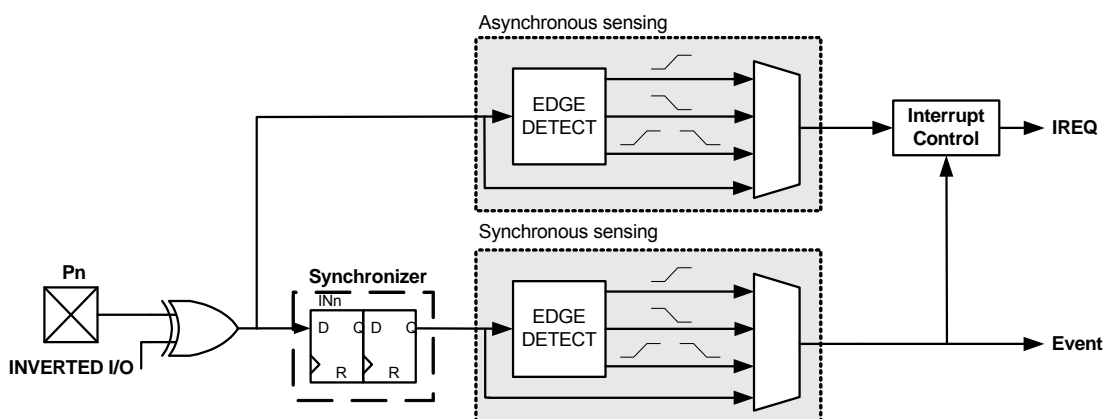 Asynchronous sensing
EDGE
DETECT
Interrupt
Control
IREQ
Synchronous sensing
Pn
Synchronizer
INn
D Q D Q
R R
EDGE
DETECT
INVERTED I/O
Event